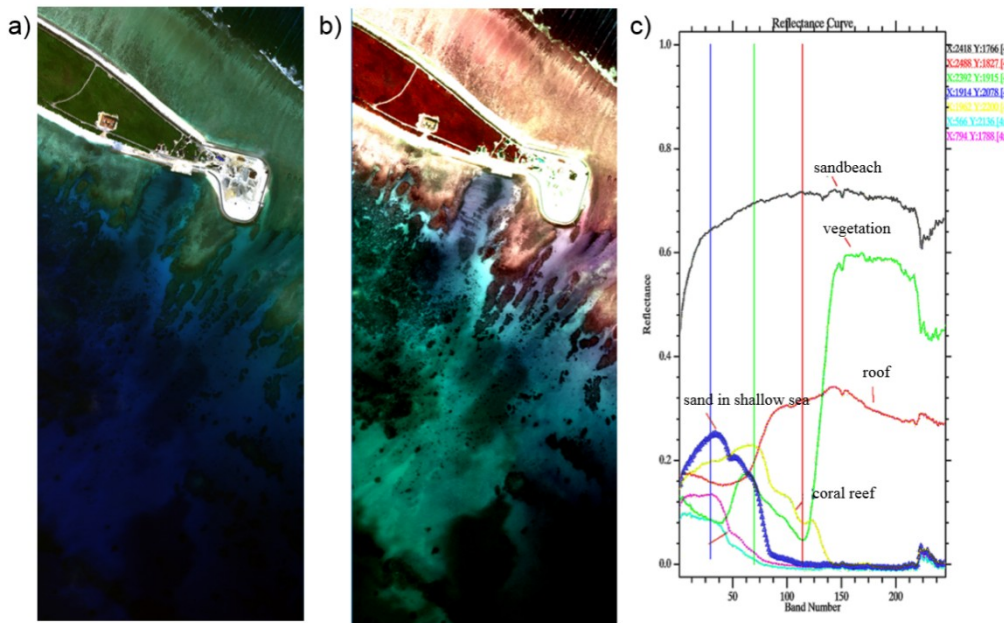 a)
b)
c)
Reflectance Curve
1.0
0.8
0.6
0.4
0.2
0.0
Reflectance
50
100
150
200
Band Number
X:2418 Y:1766
X:2488 Y:1827
X:2392 Y:1915
X:1914 Y:2078
X:566 Y:2136
X:794 Y:1788
sandbeach
vegetation
roof
sand in shallow sea
coral reef